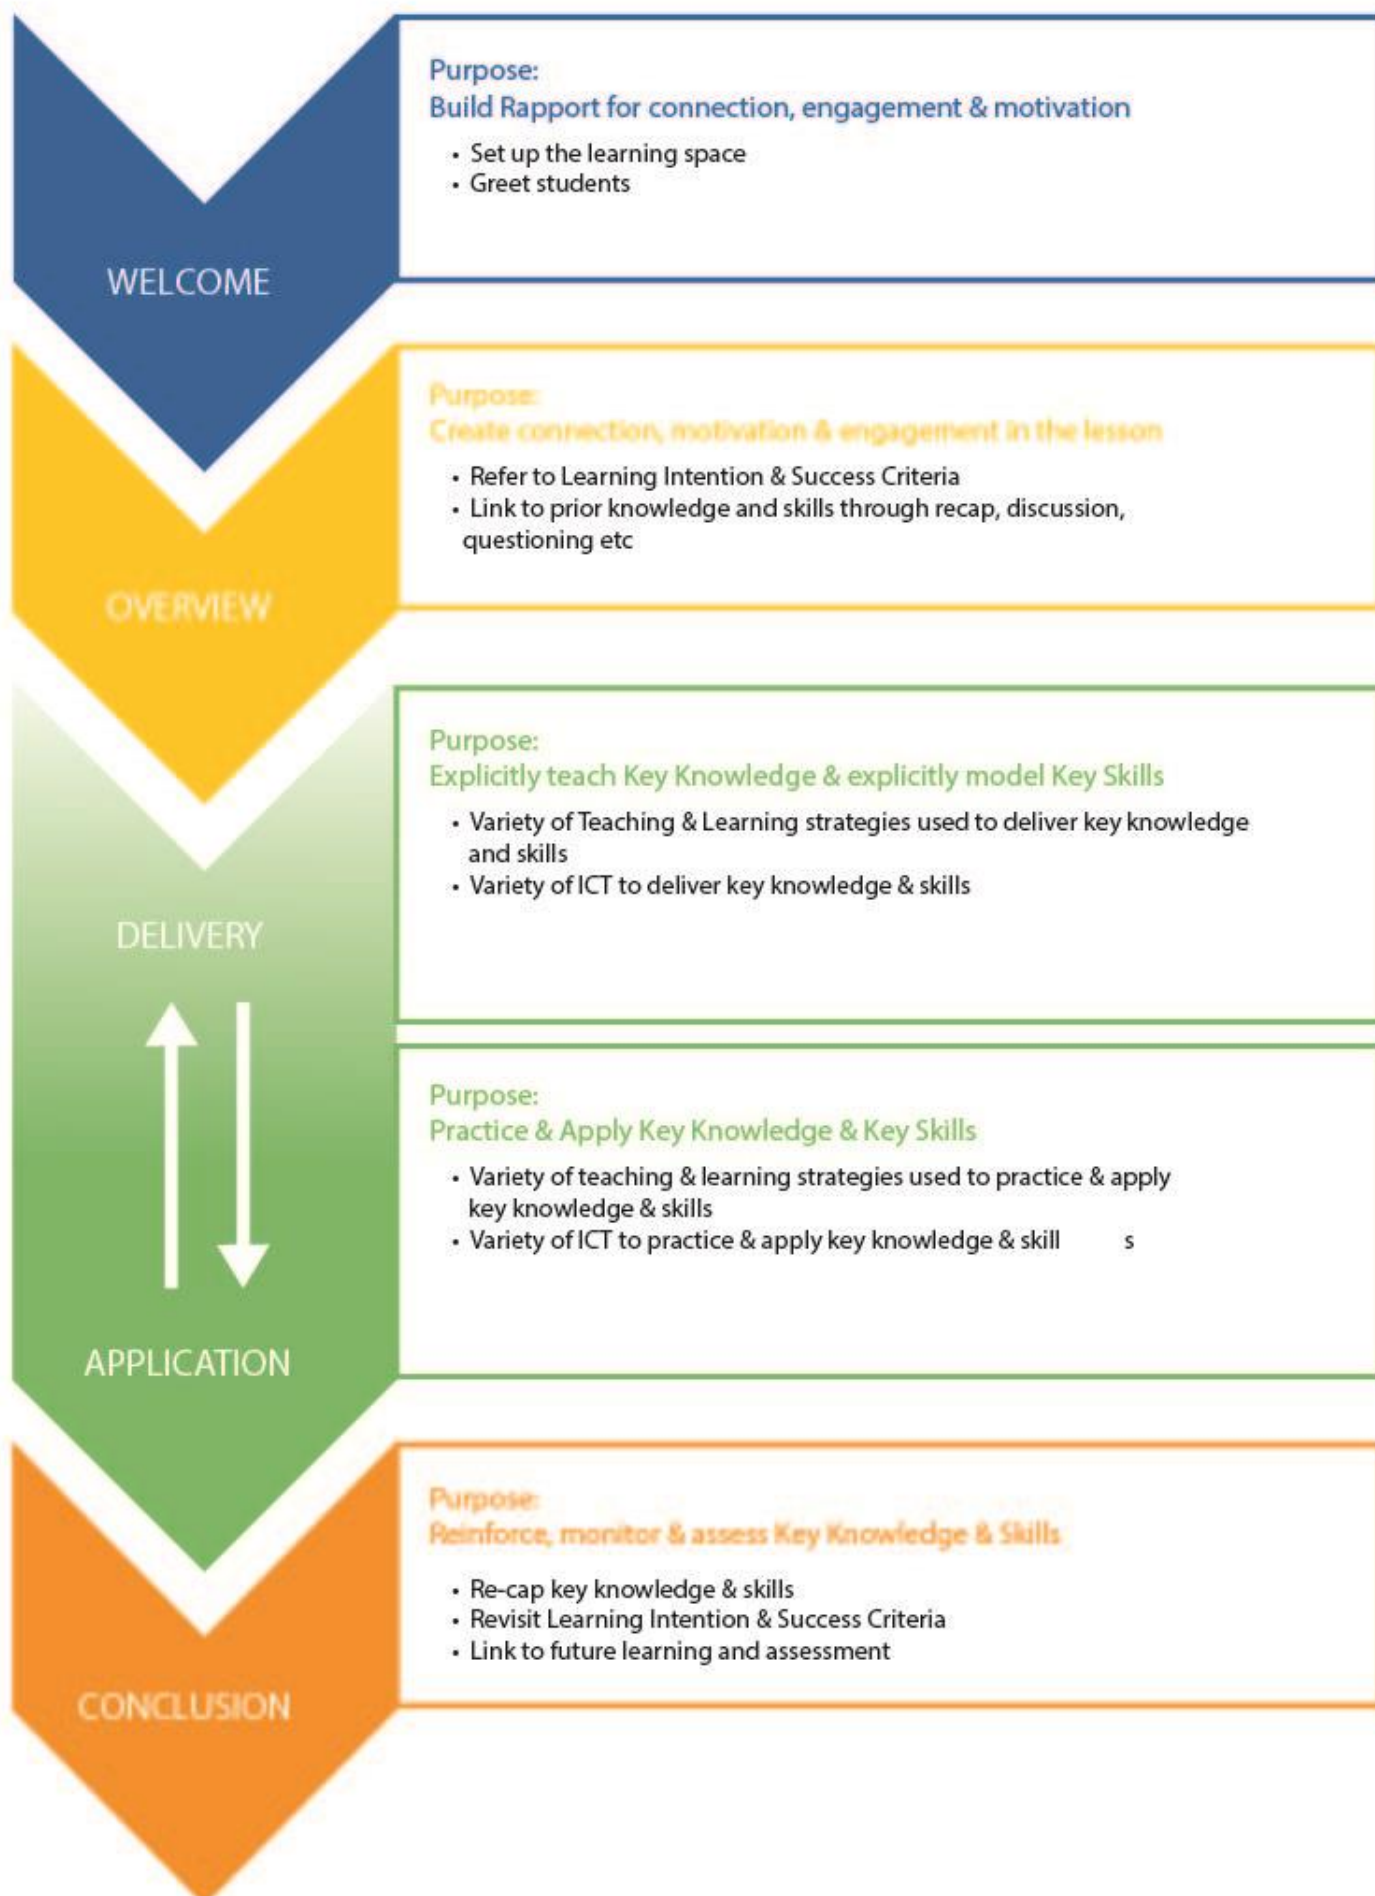 Purpose:
Build Rapport for connection, engagement & motivation
• Set up the learning space
• Greet students
WELCOME
Purpose:
Create connection, motivation & engagement in the lesson
• Refer to Learning Intention & Success Criteria
• Link to prior knowledge and skills through recap, discussion,
questioning etc
OVERVIEW
Purpose:
Explicitly teach Key Knowledge & explicitly model Key Skills
• Variety of Teaching & Learning strategies used to deliver key knowledge
and skills
• Variety of ICT to deliver key knowledge & skills
DELIVERY
Purpose:
Practice & Apply Key Knowledge & Key Skills
• Variety of teaching & learning strategies used to practice & apply
key knowledge & skills
• Variety of ICT to practice & apply key knowledge & skill s
APPLICATION
Purpose:
Reinforce, monitor & assess Key Knowledge & Skills
• Re-cap key knowledge & skills
• Revisit Learning Intention & Success Criteria
• Link to future learning and assessment
CONCLUSION